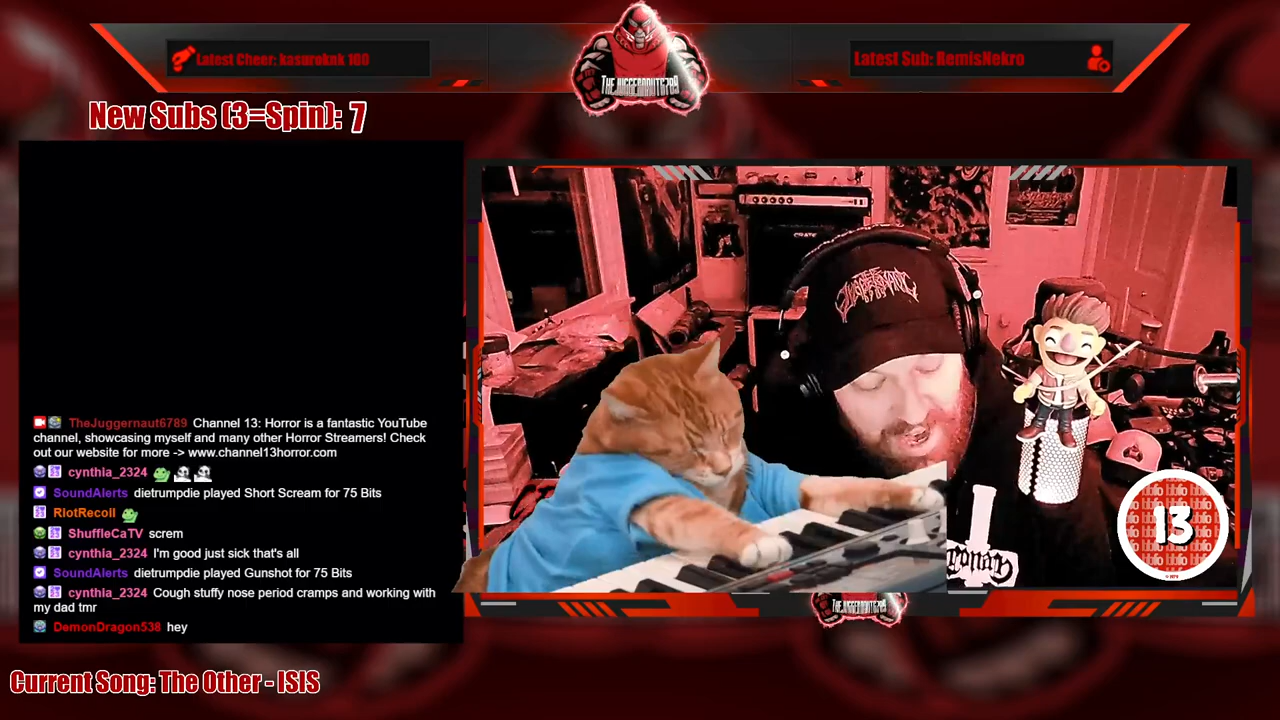 Latest Cheer: kasuroknk 100
THEJUGGERNAUT6789
Latest Sub: RemisNekro
New Subs (3=Spin): 7
CRATE
THE JUGGERNAUT
TheJuggernaut6789 Channel 13: Horror is a fantastic YouTube
channel, showcasing myself and many other Horror Streamers! Check
out our website for more -> www.channel13horror.com
cynthia_2324
SoundAlerts dietrumpdie played Short Scream for 75 Bits
RiotRecoil
ShuffleCaTV screm
cynthia_2324 I'm good just sick that's all
SoundAlerts dietrumpdie played Gunshot for 75 Bits
cynthia_2324 Cough stuffy nose period cramps and working with
my dad tmr
DemonDragon538 hey
13
THEJUGGERNAUT6789
Current Song: The Other - ISIS